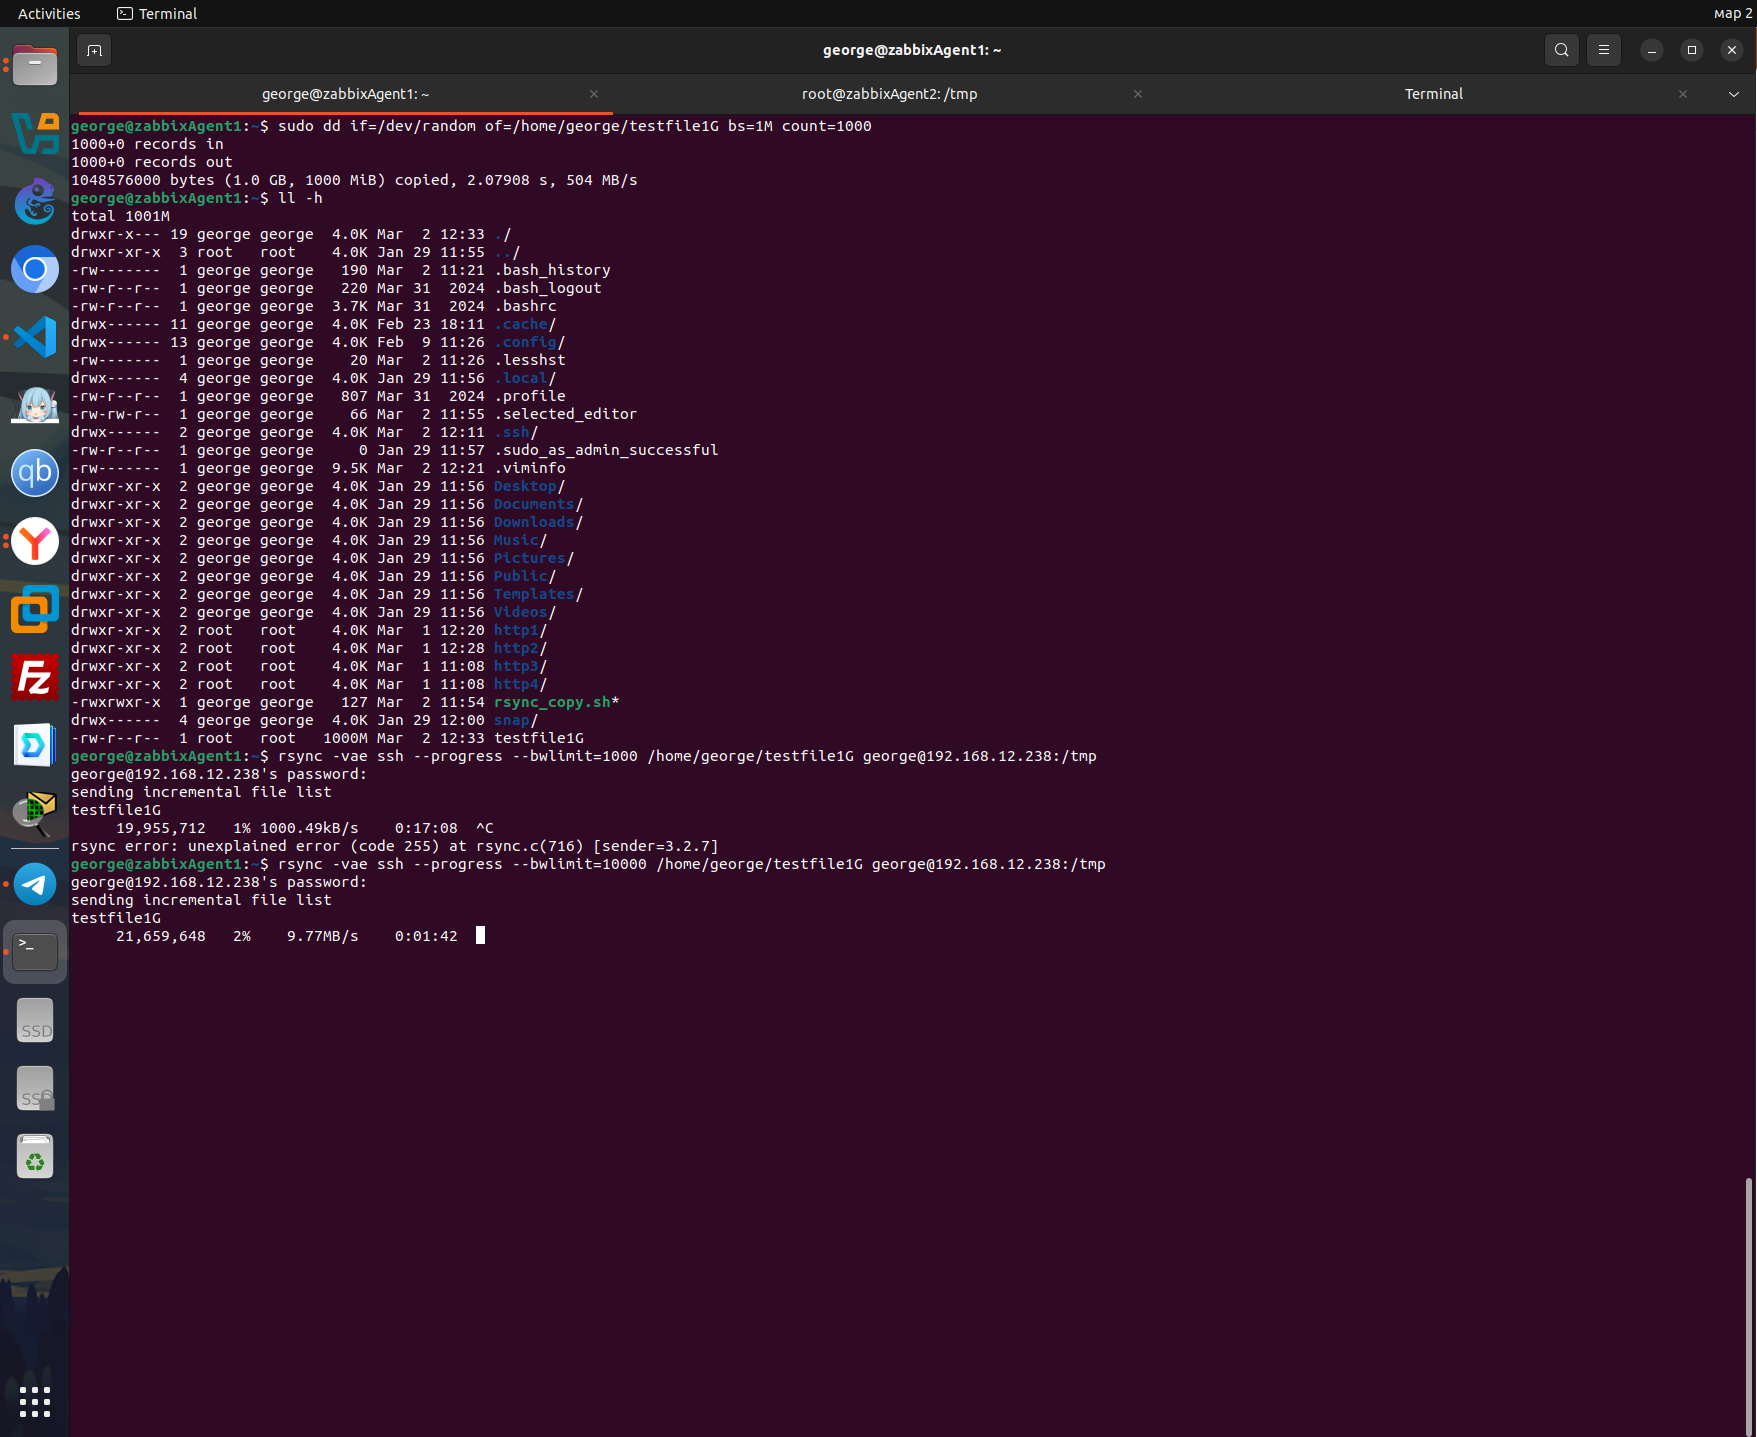 Activities
Terminal
мар 2
george@zabbixAgent1: ~
george@zabbixAgent1: ~
root@zabbixAgent2: /tmp
Terminal
george@zabbixAgent1:~$ sudo dd if=/dev/random of=/home/george/testfile1G bs=1M count=1000
1000+0 records in
1000+0 records out
1048576000 bytes (1.0 GB, 1000 MiB) copied, 2.07908 s, 504 MB/s
george@zabbixAgent1:~$ ll -h
total 1001M
drwxr-x--- 19 george george  4.0K Mar  2 12:33 ./
drwxr-xr-x  3 root   root    4.0K Jan 29 11:55 ../
-rw-------  1 george george   190 Mar  2 11:21 .bash_history
-rw-r--r--  1 george george   220 Mar 31  2024 .bash_logout
-rw-r--r--  1 george george  3.7K Mar 31  2024 .bashrc
drwx------ 11 george george  4.0K Feb 23 18:11 .cache/
drwx------ 13 george george  4.0K Feb  9 11:26 .config/
-rw-------  1 george george    20 Mar  2 11:26 .lesshst
drwx------  4 george george  4.0K Jan 29 11:56 .local/
-rw-r--r--  1 george george   807 Mar 31  2024 .profile
-rw-rw-r--  1 george george    66 Mar  2 11:55 .selected_editor
drwx------  2 george george  4.0K Mar  2 12:11 .ssh/
-rw-r--r--  1 george george     0 Jan 29 11:57 .sudo_as_admin_successful
-rw-------  1 george george  9.5K Mar  2 12:21 .viminfo
drwxr-xr-x  2 george george  4.0K Jan 29 11:56 Desktop/
drwxr-xr-x  2 george george  4.0K Jan 29 11:56 Documents/
drwxr-xr-x  2 george george  4.0K Jan 29 11:56 Downloads/
drwxr-xr-x  2 george george  4.0K Jan 29 11:56 Music/
drwxr-xr-x  2 george george  4.0K Jan 29 11:56 Pictures/
drwxr-xr-x  2 george george  4.0K Jan 29 11:56 Public/
drwxr-xr-x  2 george george  4.0K Jan 29 11:56 Templates/
drwxr-xr-x  2 george george  4.0K Jan 29 11:56 Videos/
drwxr-xr-x  2 root   root    4.0K Mar  1 12:20 http1/
drwxr-xr-x  2 root   root    4.0K Mar  1 12:28 http2/
drwxr-xr-x  2 root   root    4.0K Mar  1 11:08 http3/
drwxr-xr-x  2 root   root    4.0K Mar  1 11:08 http4/
-rwxrwxr-x  1 george george   127 Mar  2 11:54 rsync_copy.sh*
drwx------  4 george george  4.0K Jan 29 12:00 snap/
-rw-r--r--  1 root   root   1000M Mar  2 12:33 testfile1G
george@zabbixAgent1:~$ rsync -vae ssh --progress --bwlimit=1000 /home/george/testfile1G george@192.168.12.238:/tmp
george@192.168.12.238's password:
sending incremental file list
testfile1G
     19,955,712   1% 1000.49kB/s    0:17:08  ^C
rsync error: unexplained error (code 255) at rsync.c(716) [sender=3.2.7]
george@zabbixAgent1:~$ rsync -vae ssh --progress --bwlimit=10000 /home/george/testfile1G george@192.168.12.238:/tmp
george@192.168.12.238's password:
sending incremental file list
testfile1G
     21,659,648   2%    9.77MB/s    0:01:42
qb
Y
Fz
D
>_
SSD
SSD